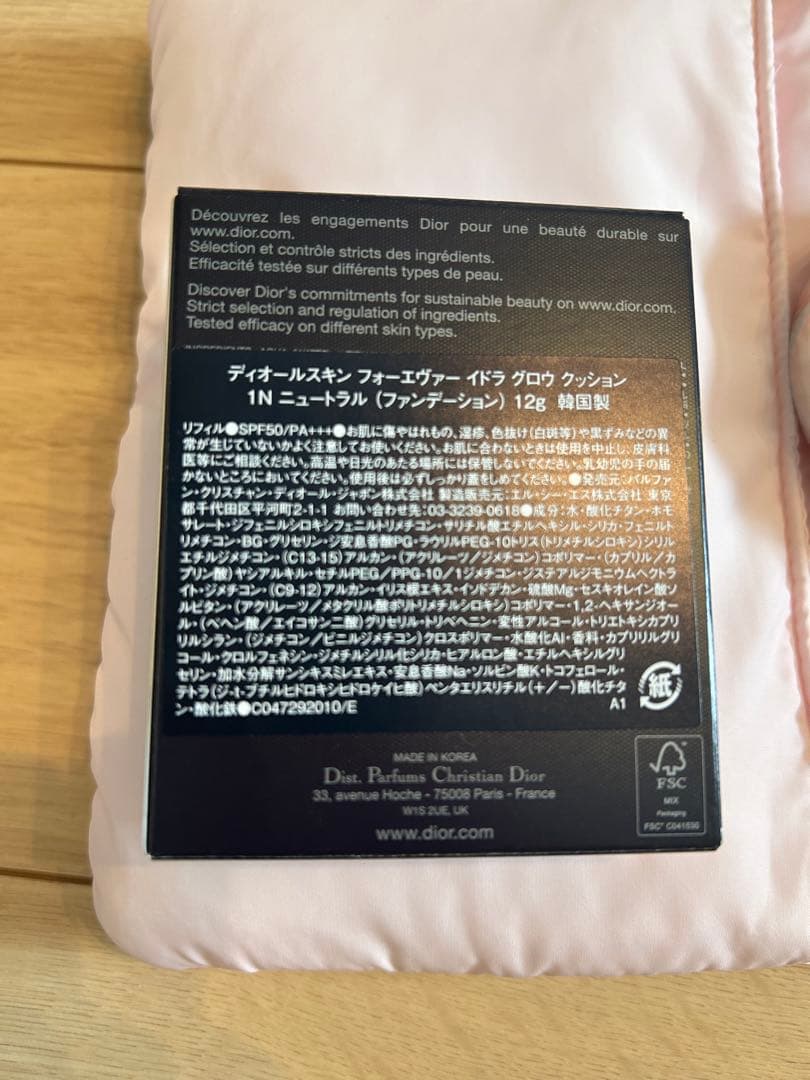 Découvrez les engagements Dior pour une beauté durable sur
www.dior.com.
Sélection et contrôle stricts des ingrédients.
Efficacité testée sur différents types de peau.
Discover Dior's commitments for sustainable beauty on www.dior.com.
Strict selection and regulation of ingredients.
Tested efficacy on different skin types.
ディオールスキン フォーエヴァー イドラ グロウ クッション
1N ニュートラル (ファンデーション) 12g 韓国製
リフィル●SPF50/PA+++●お肌に傷やはれもの、湿疹、色抜け(白斑等)や黒ずみなどの異
常が生じていないかよく注意してお使いください。お肌に合わないときは使用を中止し、皮膚科
医等にご相談ください。高温や日光のあたる場所には保管しないでください。乳幼児の手の届
かないところにおいてください。使用後は必ずしっかり蓋をしめてください。●発売元:パルファ
ン・クリスチャン・ディオール・ジャポン株式会社 製造販売元:エル・シー・エス株式会社 東京
都千代田区平河町2-1-1 お問い合わせ先:03-3239-0618●成分:水・酸化チタン・ホモ
サレート・ジフェニルシロキシフェニルトリメチコン・サリチル酸エチルヘキシル・シリカ・フェニルト
リメチコン・BG・グリセリン・ジ安息香酸PG・ラウリルPEG-10トリス(トリメチルシロキシ)シリル
エチルジメチコン・(C13-15)アルカン・(アクリレーツ/ジメチコン)コポリマー・(カプリル/カ
プリン酸)ヤシアルキル・セチルPEG/PPG-10/1ジメチコン・ジステアルジモニウムヘクトラ
イト・ジメチコン・(C9-12)アルカン・イリス根エキス・イソドデカン・硫酸Mg・セスキオレイン酸ソ
ルビタン・(アクリレーツ/メタクリル酸ポリトリメチルシロキシ)コポリマー・1,2-ヘキサンジオー
ル・(ベヘン酸/エイコサン二酸)グリセリル・トリベヘニン・変性アルコール・トリエトキシカプリ
リルシラン・(ジメチコン/ビニルジメチコン)クロスポリマー・水酸化Al・香料・カプリリルグリ
コール・クロルフェネシン・ジメチルシリル化シリカ・ヒアルロン酸・エチルヘキシルグリ
セリン・加水分解サンシキスミレエキス・安息香酸Na・ソルビン酸K・トコフェロール・
テトラ(ジ-t-ブチルヒドロキシヒドロケイヒ酸)ペンタエリスリチル(+/-)酸化チタ
ン・酸化鉄●C047292010/E
A1
紙
MADE IN KOREA
Dist. Parfums Christian Dior
33, avenue Hoche - 75008 Paris - France
W1S 2UE, UK
www.dior.com
FSC
MIX
Packaging
FSC® C041530